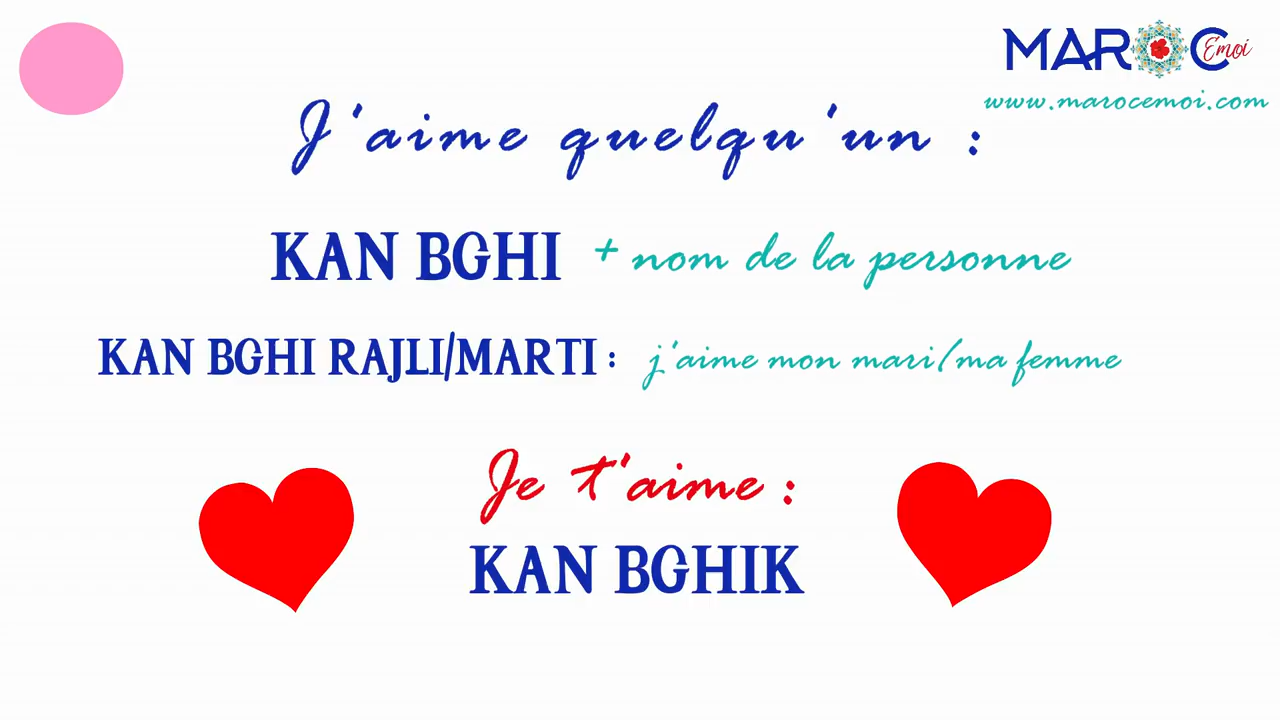 MAROC Emoi
www.marocemoi.com
J'aime quelqu'un :
KAN BGHI + nom de la personne
KAN BGHI RAJLI/MARTI : j'aime mon mari/ma femme
Je t'aime :
KAN BGHIK